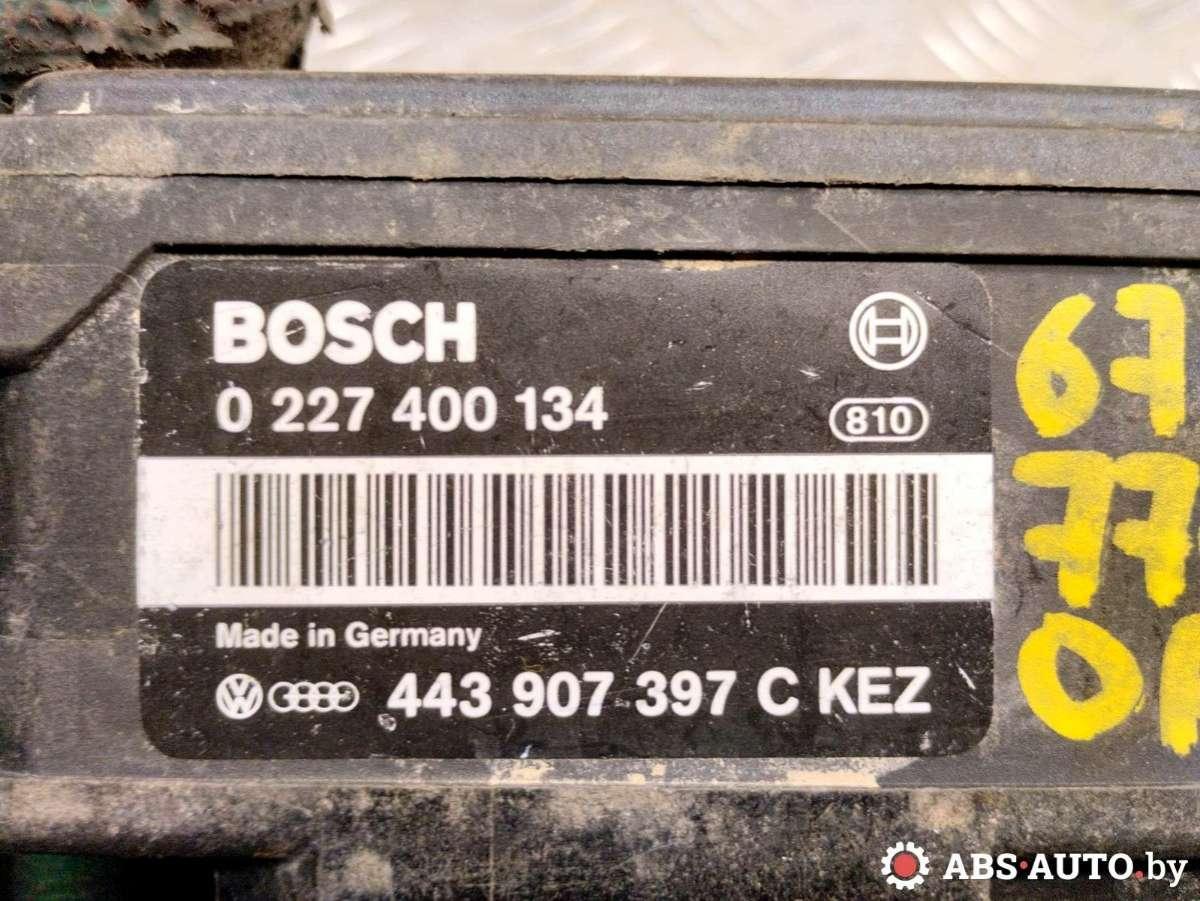 BOSCH
0 227 400 134
810
Made in Germany
443 907 397 C KEZ
67
77
ABS-AUTO.by